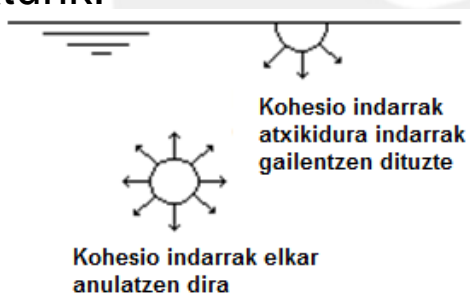 Kohesio indarrak
atxikidura indarrak
gailentzen dituzte
Kohesio indarrak elkar
anulatzen dira